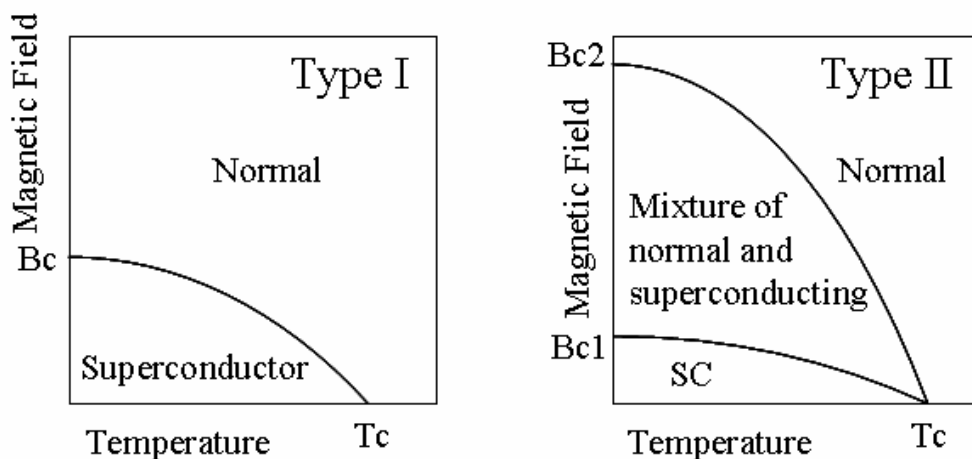 Type I
Magnetic Field
Normal
Bc
Superconductor
Temperature
Tc
Type II
Bc2
Magnetic Field
Normal
Mixture of
normal and
superconducting
Bc1
SC
Temperature
Tc